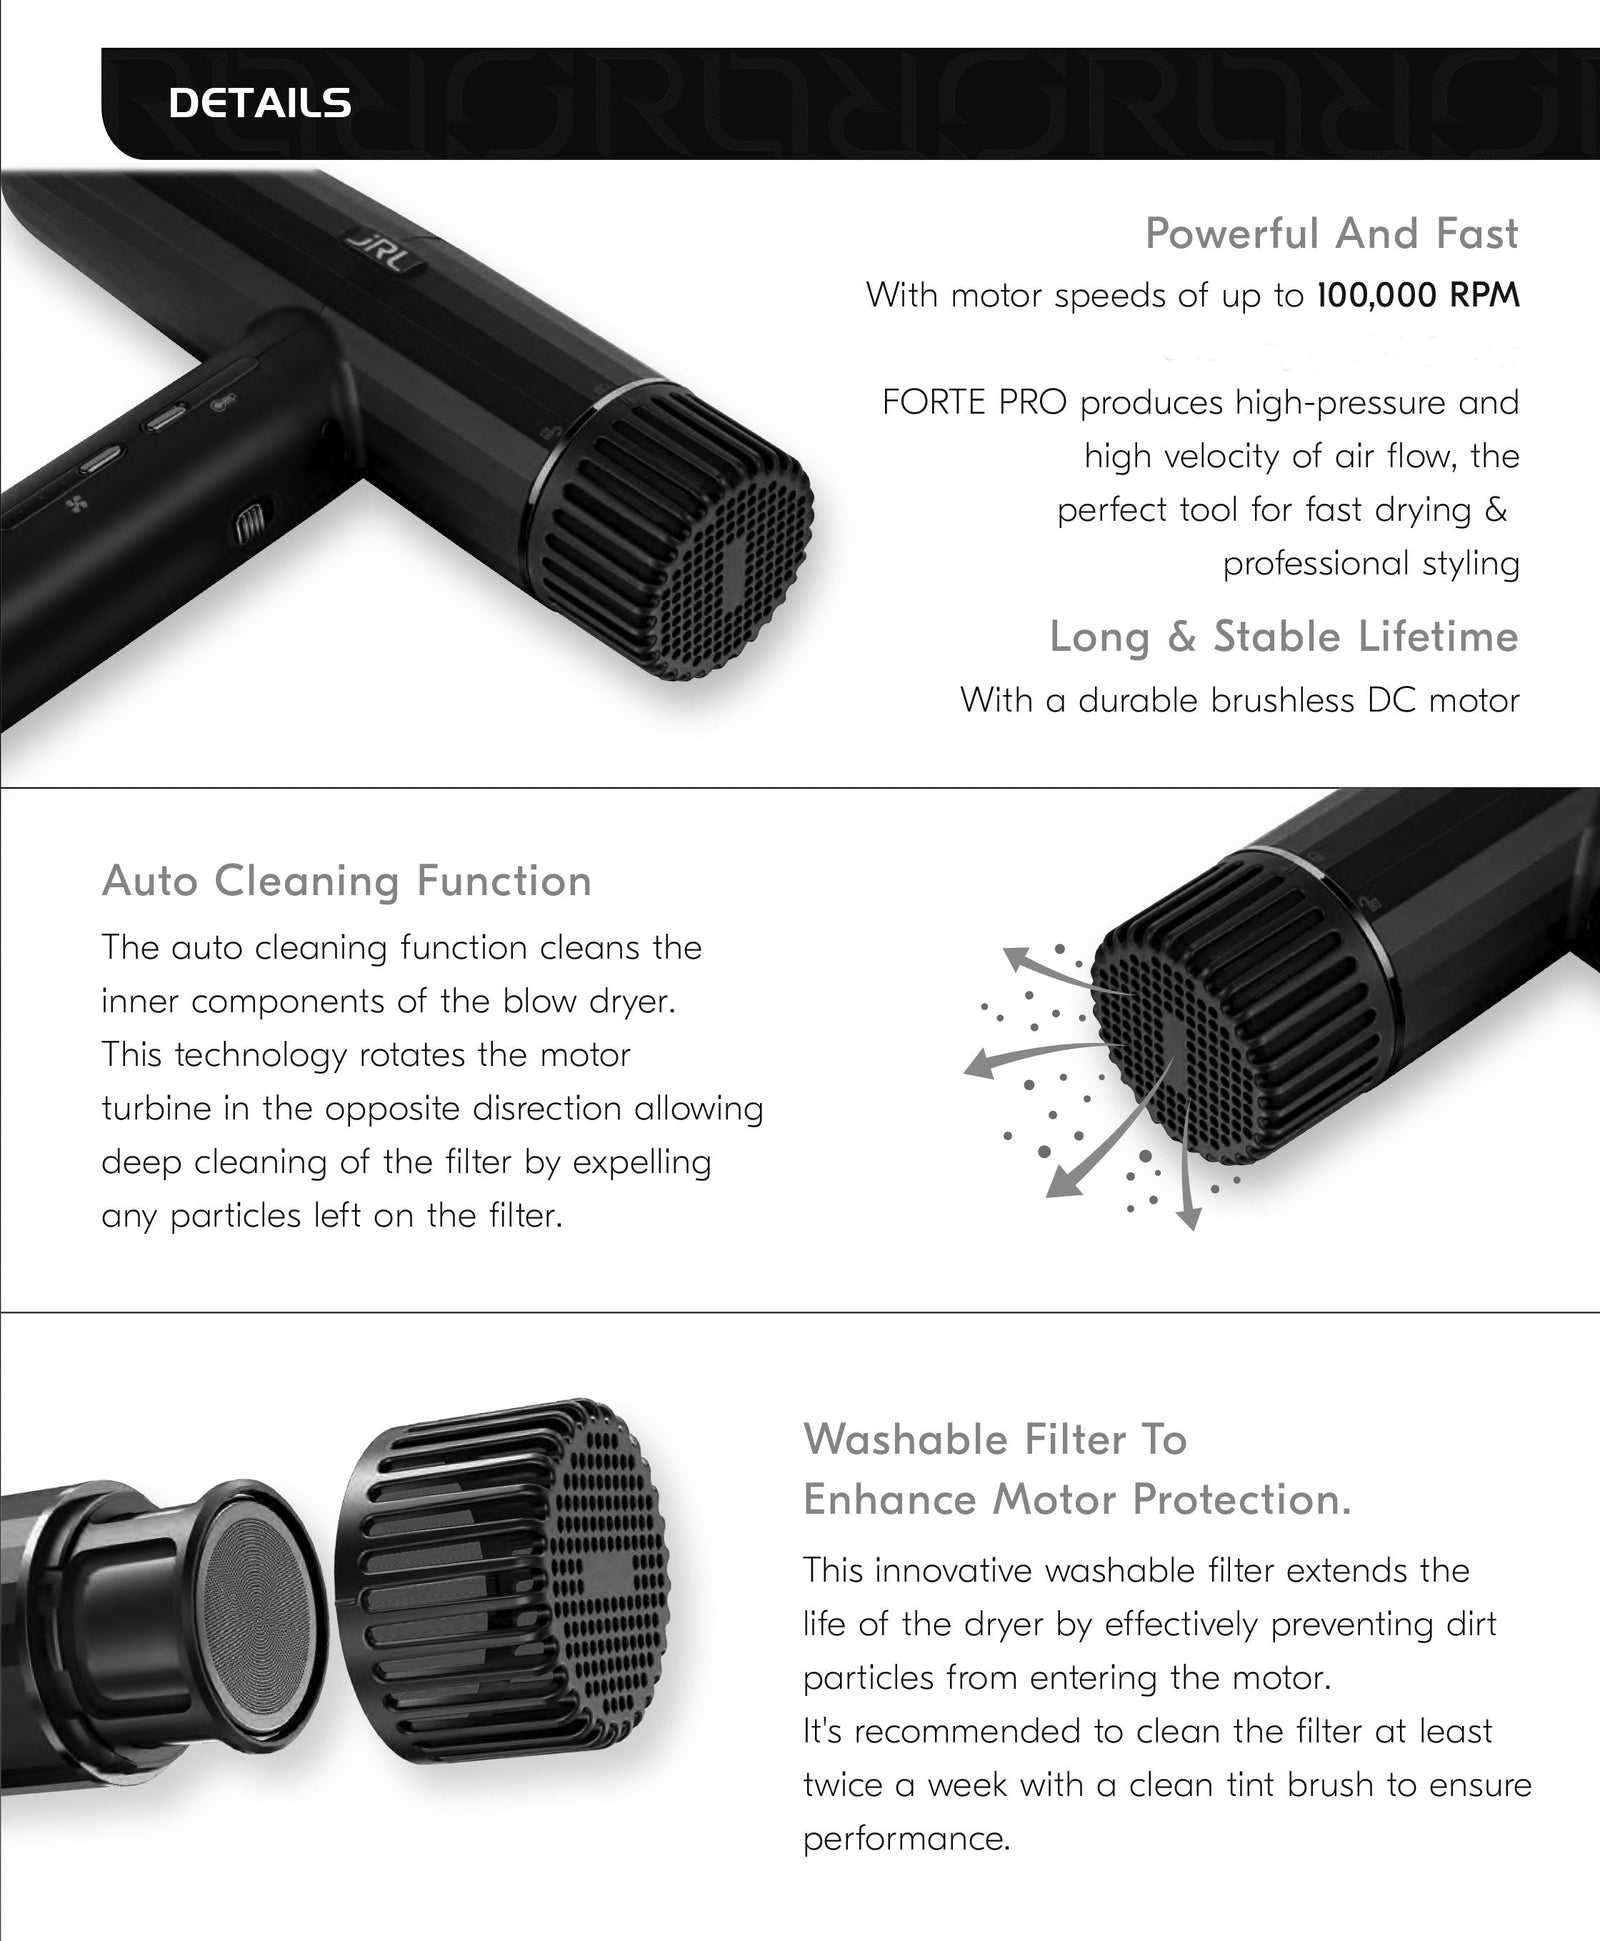 DETAILS
JRL
Powerful And Fast
With motor speeds of up to 100,000 RPM
FORTE PRO produces high-pressure and
high velocity of air flow, the
perfect tool for fast drying &
professional styling
Long & Stable Lifetime
With a durable brushless DC motor
Auto Cleaning Function
The auto cleaning function cleans the
inner components of the blow dryer.
This technology rotates the motor
turbine in the opposite disrection allowing
deep cleaning of the filter by expelling
any particles left on the filter.
Washable Filter To
Enhance Motor Protection.
This innovative washable filter extends the
life of the dryer by effectively preventing dirt
particles from entering the motor.
It's recommended to clean the filter at least
twice a week with a clean tint brush to ensure
performance.